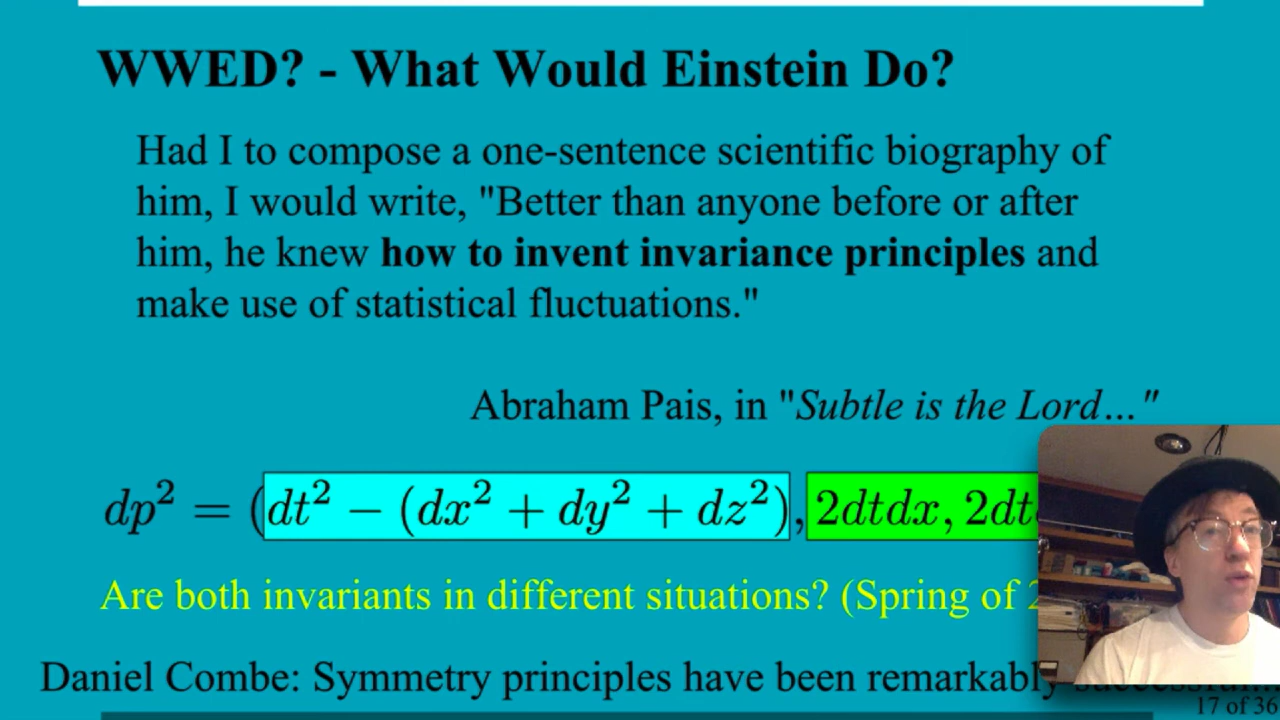 WWED? - What Would Einstein Do?
Had I to compose a one-sentence scientific biography of
him, I would write, "Better than anyone before or after
him, he knew how to invent invariance principles and
make use of statistical fluctuations."
Abraham Pais, in "Subtle is the Lord…"
dp² = (dt² − (dx² + dy² + dz²), 2dtdx, 2dt
Are both invariants in different situations? (Spring of
Daniel Combe: Symmetry principles have been remarkably successful...
17 of 36